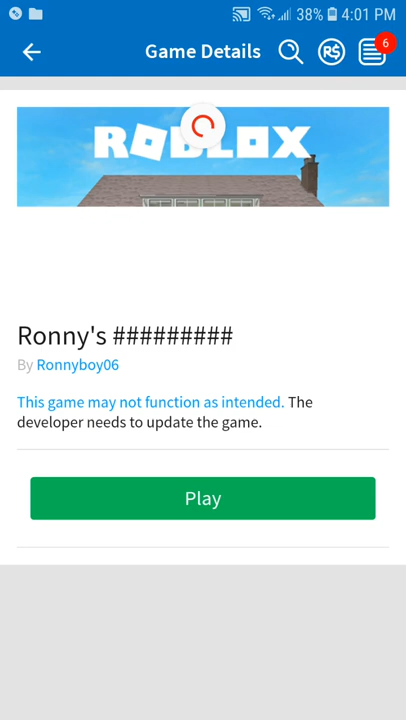 38% 4:01 PM
Game Details
R$
6
ROBLOX
Ronny's #########
By Ronnyboy06
This game may not function as intended. The
developer needs to update the game.
Play